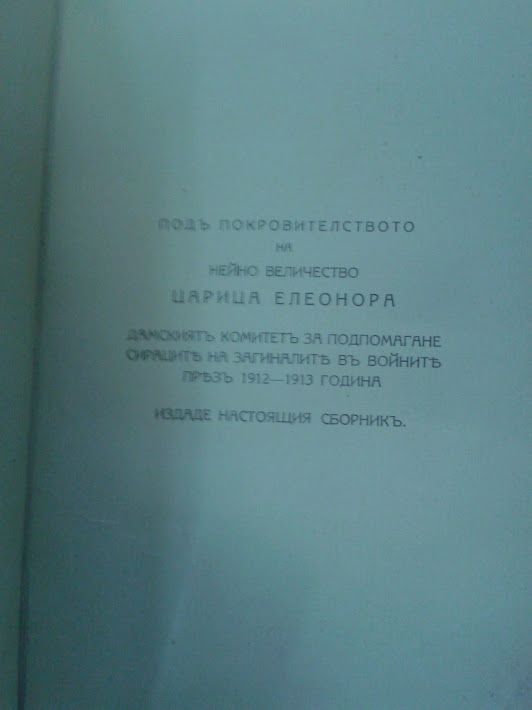 ПОДЪ ПОКРОВИТЕЛСТВОТО
НА
НЕЙНО ВЕЛИЧЕСТВО
ЦАРИЦА ЕЛЕОНОРА
ДАМСКИЯТЪ КОМИТЕТЪ ЗА ПОДПОМАГАНЕ
СИРАЦИТѢ НА ЗАГИНАЛИТѢ ВЪ ВОЙНИТѢ
ПРѢЗЪ 1912—1913 ГОДИНА
ИЗДАДЕ НАСТОЯЩИЯ СБОРНИКЪ.